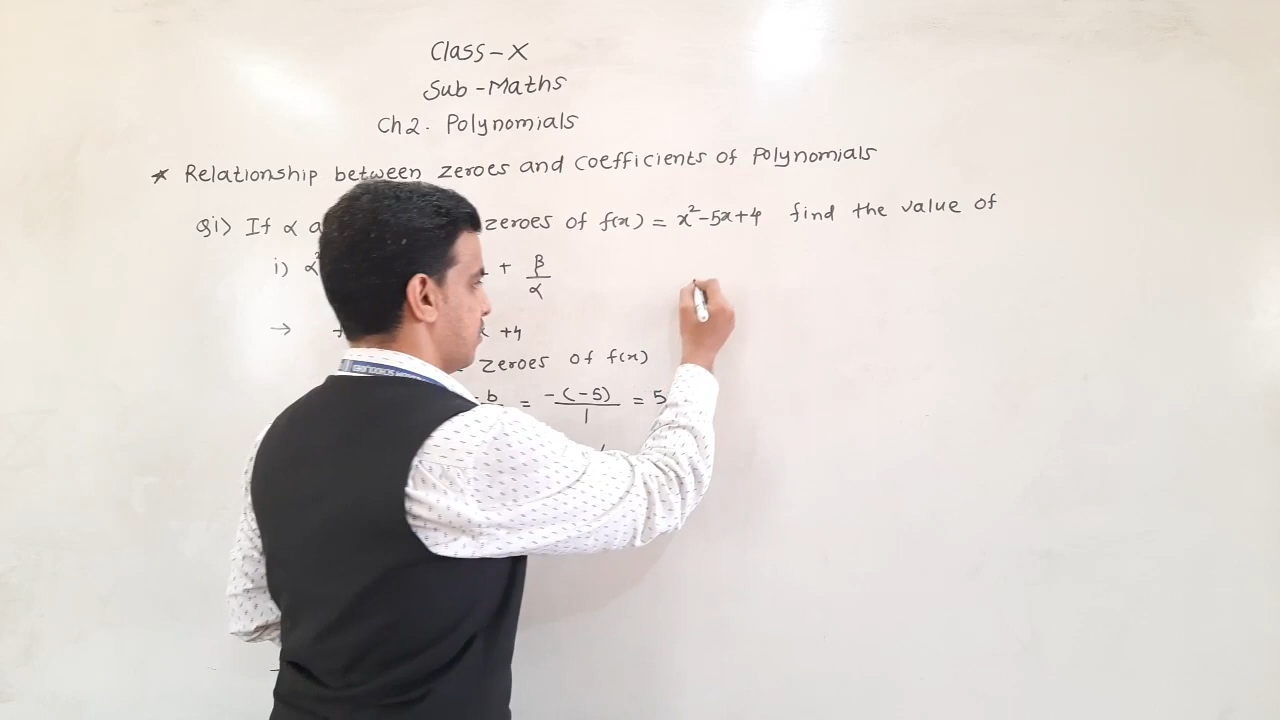 Class-X
Sub-Maths
Ch2. Polynomials
* Relationship between zeroes and coefficients of Polynomials
Q1) If α zeroes of f(x) = x²-5x+4 find the value of
i) α² + β/α
→ +4
zeroes of f(x)
-b = -(-5)/1 = 5